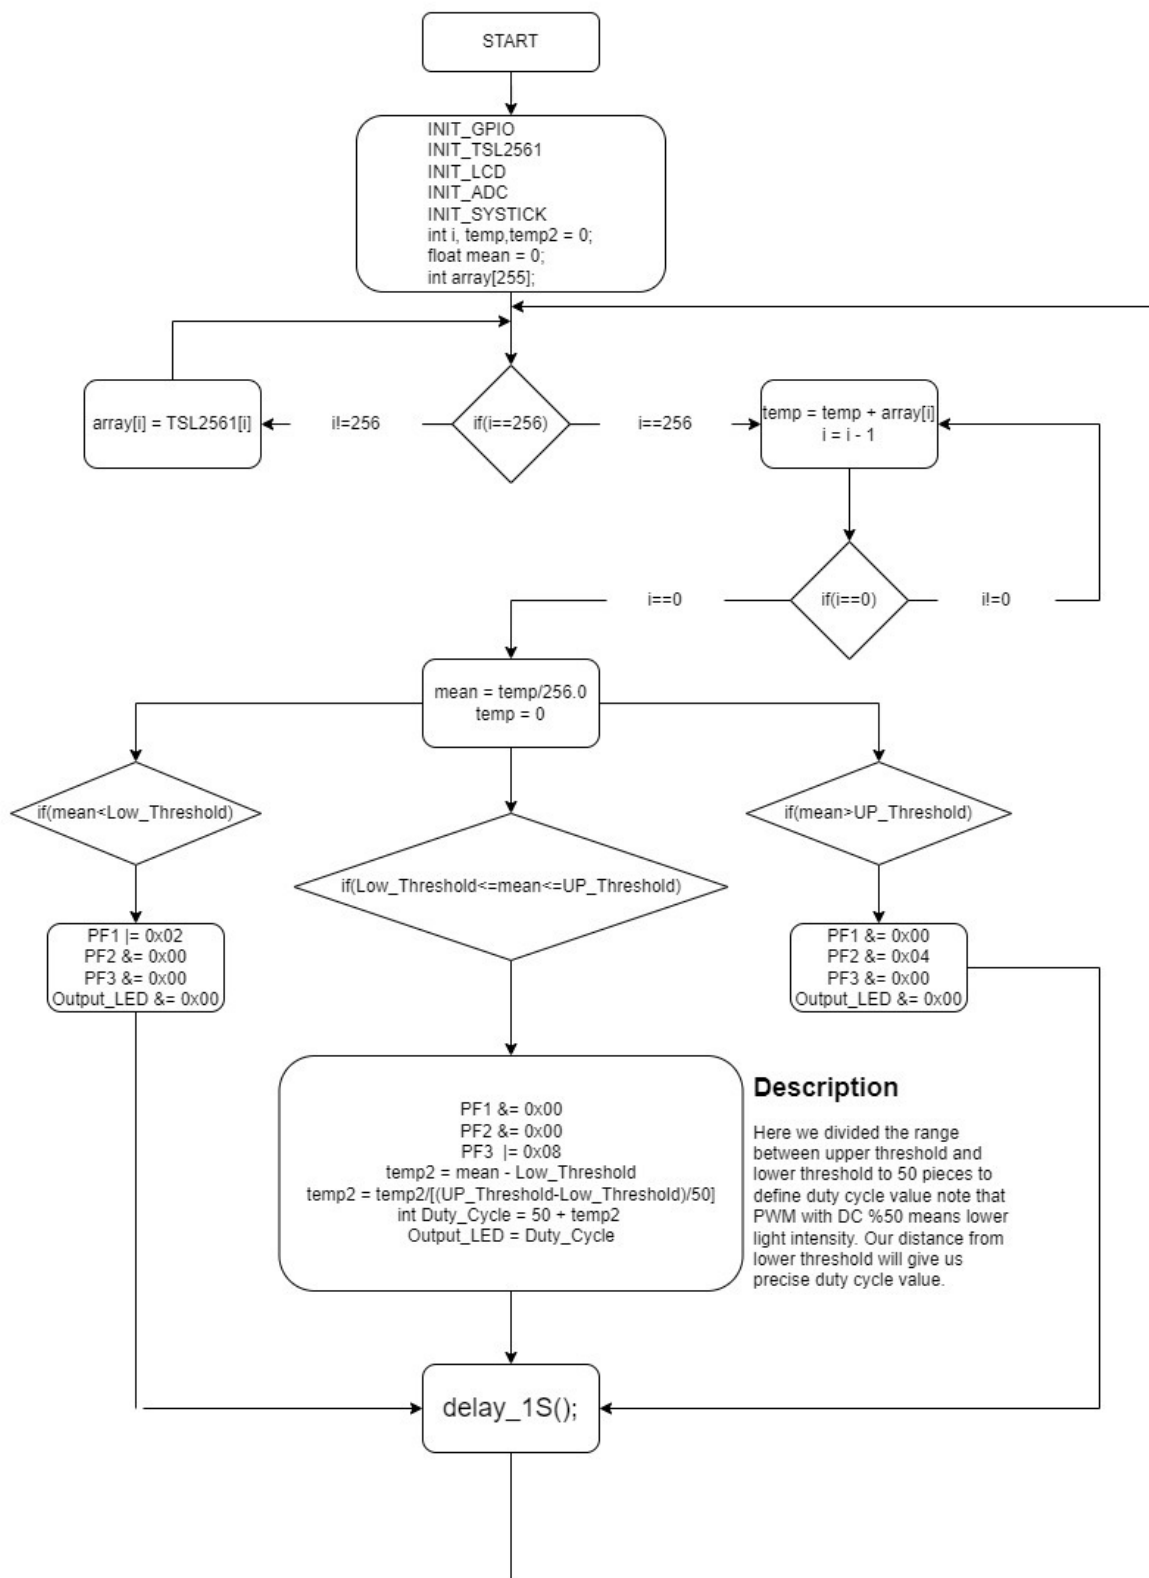 START
INIT_GPIO
INIT_TSL2561
INIT_LCD
INIT_ADC
INIT_SYSTICK
int i, temp,temp2 = 0;
float mean = 0;
int array[255];
array[i] = TSL2561[i]
i!=256
if(i==256)
i==256
temp = temp + array[i]
i = i - 1
i==0
if(i==0)
i!=0
mean = temp/256.0
temp = 0
if(mean<Low_Threshold)
if(Low_Threshold<=mean<=UP_Threshold)
if(mean>UP_Threshold)
PF1 |= 0x02
PF2 &= 0x00
PF3 &= 0x00
Output_LED &= 0x00
PF1 &= 0x00
PF2 &= 0x04
PF3 &= 0x00
Output_LED &= 0x00
PF1 &= 0x00
PF2 &= 0x00
PF3 |= 0x08
temp2 = mean - Low_Threshold
temp2 = temp2/[(UP_Threshold-Low_Threshold)/50]
int Duty_Cycle = 50 + temp2
Output_LED = Duty_Cycle
Description
Here we divided the range
between upper threshold and
lower threshold to 50 pieces to
define duty cycle value note that
PWM with DC %50 means lower
light intensity. Our distance from
lower threshold will give us
precise duty cycle value.
delay_1S();